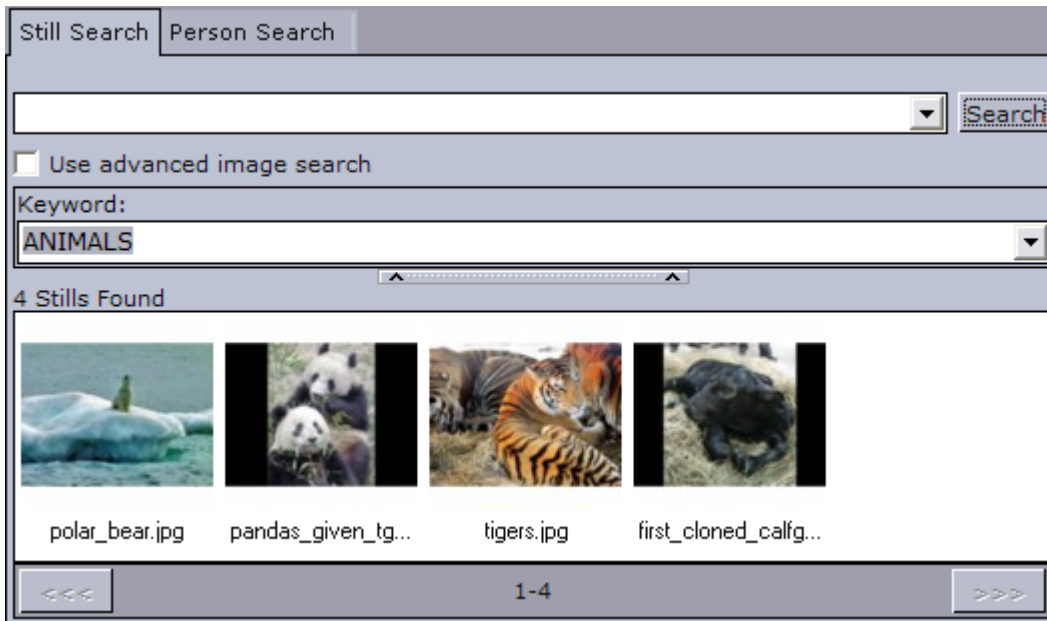 Still Search Person Search
Search
Use advanced image search
Keyword:
ANIMALS
4 Stills Found
polar_bear.jpg pandas_given_tg... tigers.jpg first_cloned_calfg...
<<< 1-4 >>>